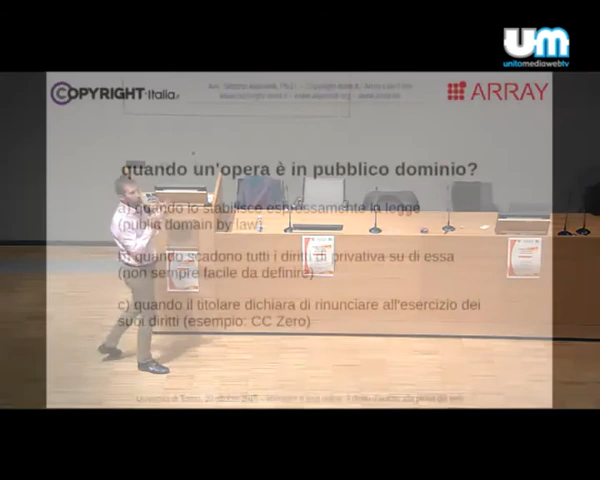 um
unitomediawebtv
COPYRIGHT-Italia.it
ARRAY
quando un'opera è in pubblico dominio?
a) quando lo stabilisce espressamente la legge
(public domain by law)
b) quando scadono tutti i diritti di privativa su di essa
(non sempre facile da definire)
c) quando il titolare dichiara di rinunciare all'esercizio dei
suoi diritti (esempio: CC Zero)